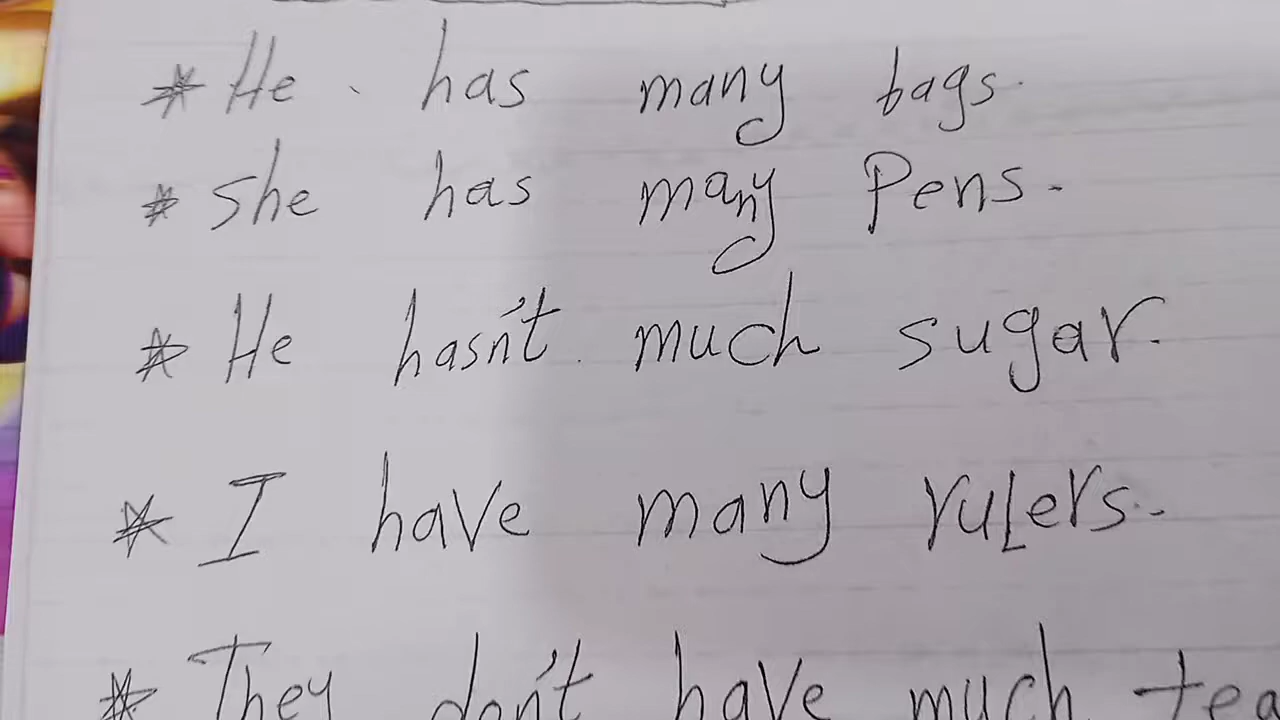 * He has many bags.
* She has many Pens.
* He hasn't much sugar.
* I have many rulers.
* They don't have much tea